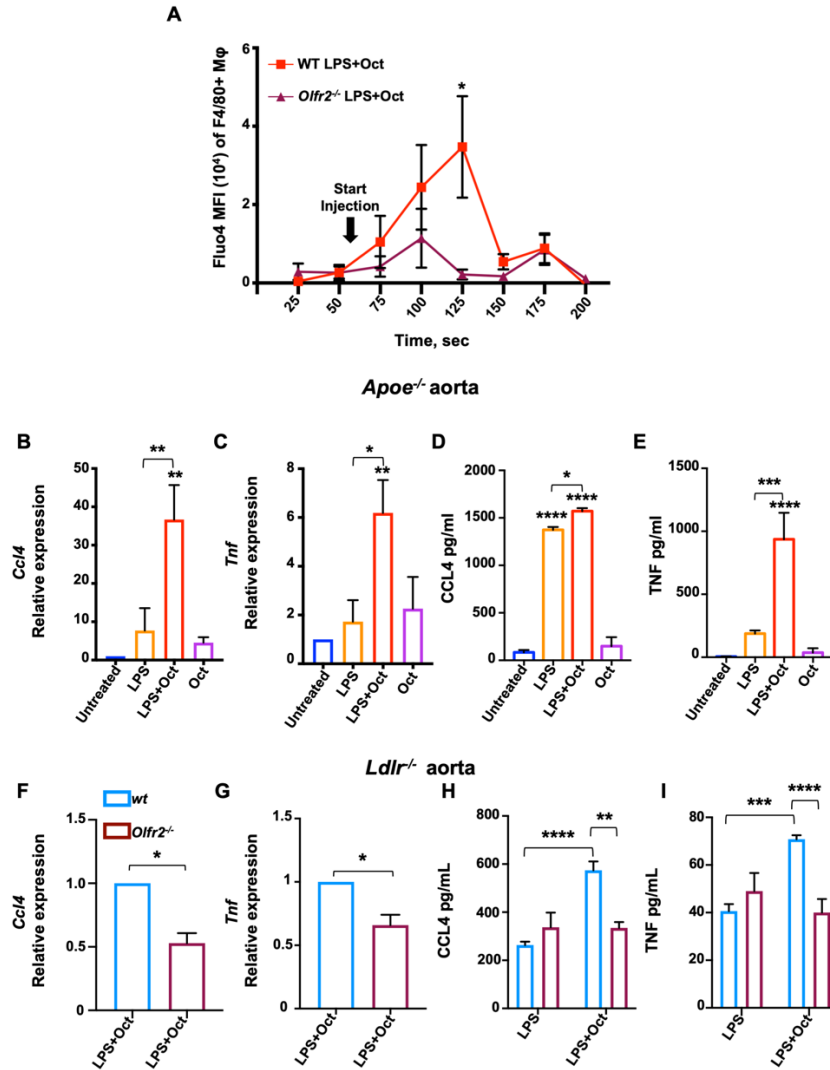 A
Fluo4 MFI (10⁴) of F4/80+ Mφ
6
4
2
0
WT LPS+Oct
Olfr2-/- LPS+Oct
*
Start
Injection
25 50 75 100 125 150 175 200
Time, sec
Apoe-/- aorta
B
Ccl4
Relative expression
50
40
30
20
10
0
**
**
Untreated LPS LPS+Oct Oct
C
Tnf
Relative expression
8
6
4
2
0
*
**
Untreated LPS LPS+Oct Oct
D
CCL4 pg/ml
2000
1500
1000
500
0
*
**** ****
Untreated LPS LPS+Oct Oct
E
TNF pg/ml
1500
1000
500
0
***
****
Untreated LPS LPS+Oct Oct
Ldlr-/- aorta
F
Ccl4
Relative expression
1.5
1.0
0.5
0
wt
Olfr2-/-
*
LPS+Oct LPS+Oct
G
Tnf
Relative expression
1.5
1
0.5
0
*
LPS+Oct LPS+Oct
H
CCL4 pg/mL
800
600
400
200
0
**** **
LPS LPS+Oct
I
TNF pg/mL
80
60
40
20
0
*** ****
LPS LPS+Oct